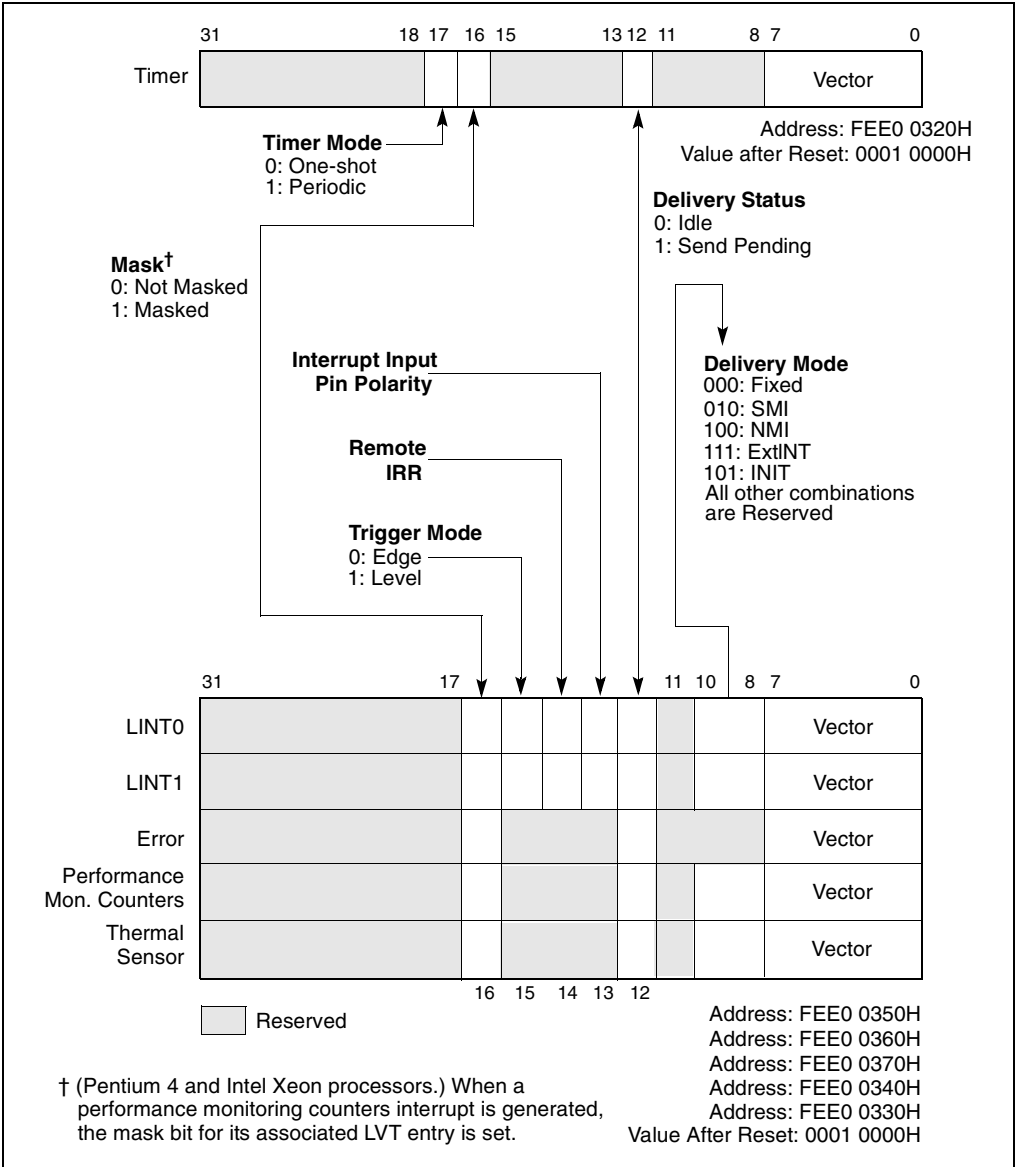 31 18 17 16 15 13 12 11 8 7 0
Timer Vector
Address: FEE0 0320H
Value after Reset: 0001 0000H
Timer Mode
0: One-shot
1: Periodic
Delivery Status
0: Idle
1: Send Pending
Mask†
0: Not Masked
1: Masked
Interrupt Input
Pin Polarity
Delivery Mode
000: Fixed
010: SMI
100: NMI
111: ExtINT
101: INIT
All other combinations
are Reserved
Remote
IRR
Trigger Mode
0: Edge
1: Level
31 17 11 10 8 7 0
LINT0 Vector
LINT1 Vector
Error Vector
Performance
Mon. Counters Vector
Thermal
Sensor Vector
16 15 14 13 12
Reserved
Address: FEE0 0350H
Address: FEE0 0360H
Address: FEE0 0370H
Address: FEE0 0340H
Address: FEE0 0330H
Value After Reset: 0001 0000H
† (Pentium 4 and Intel Xeon processors.) When a
performance monitoring counters interrupt is generated,
the mask bit for its associated LVT entry is set.